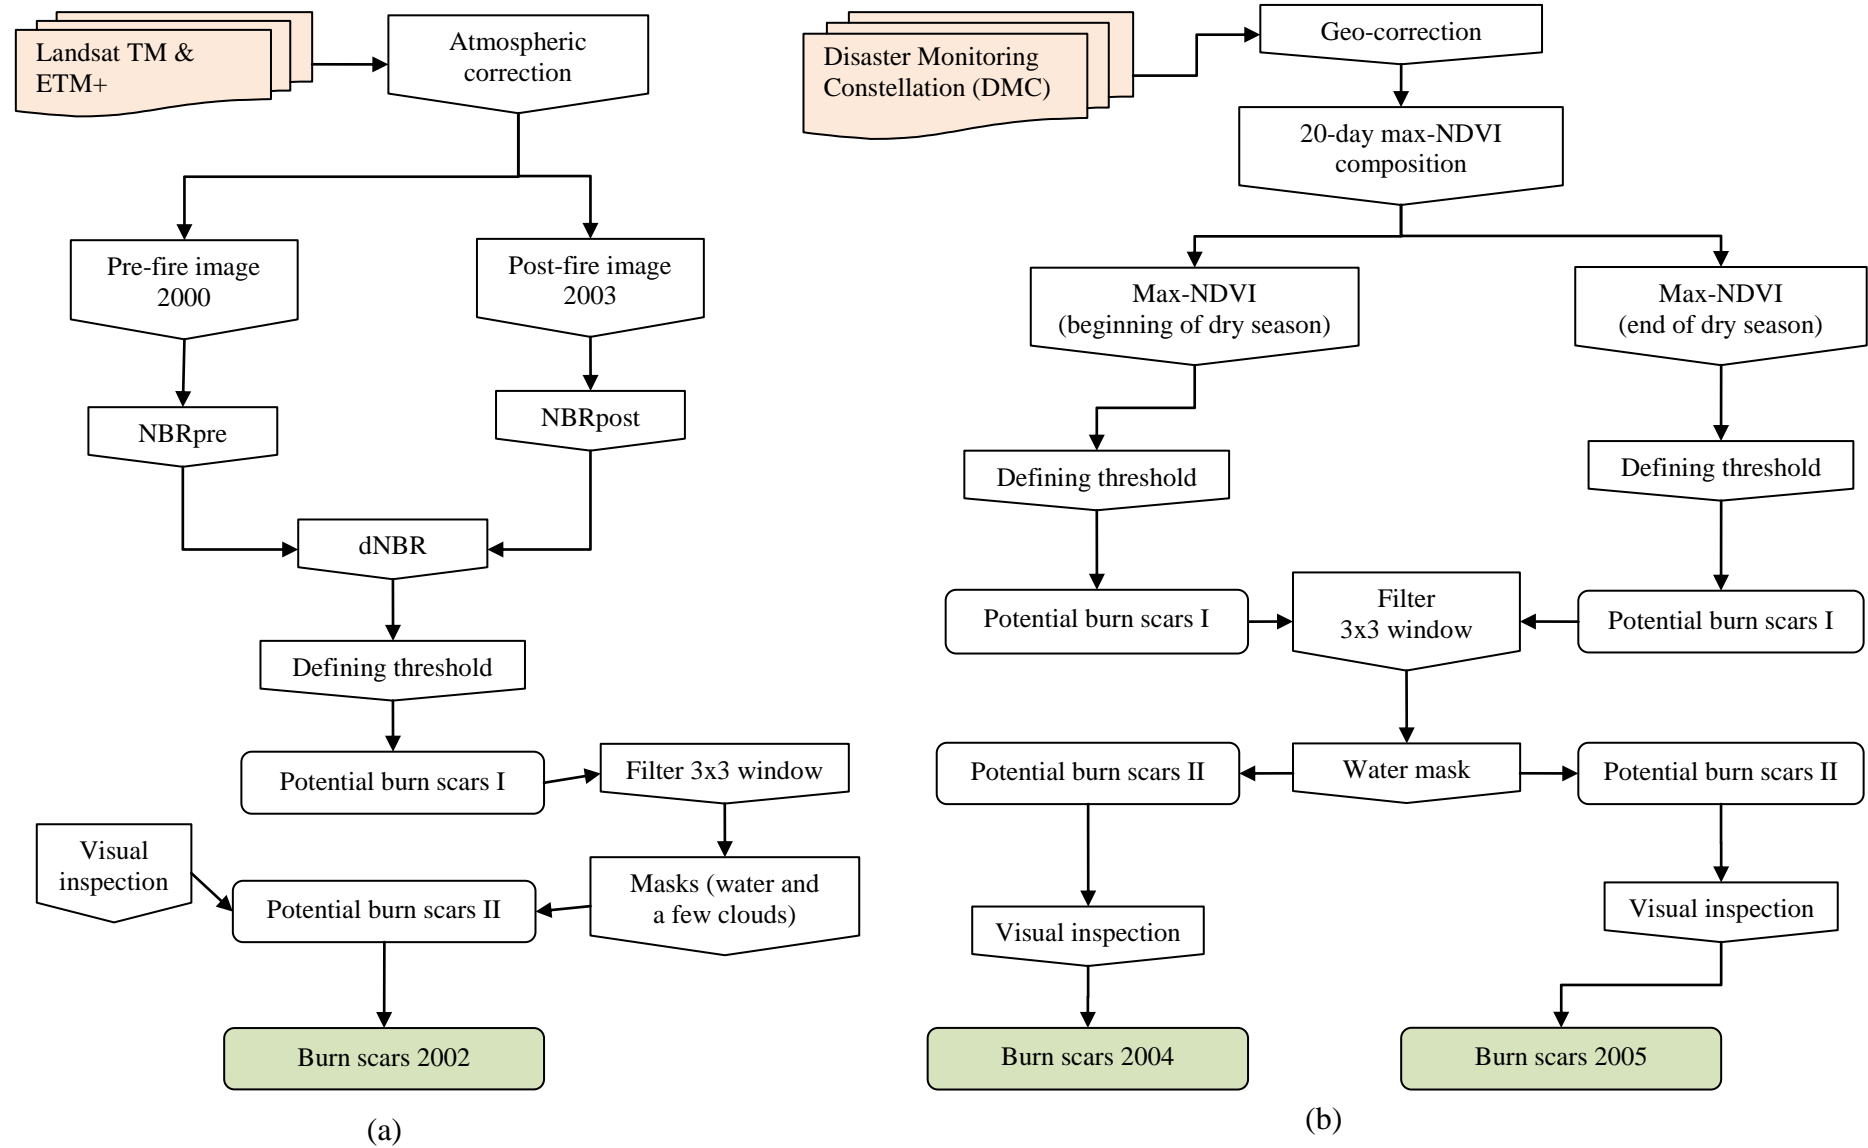 Landsat TM &
ETM+
Atmospheric
correction
Pre-fire image
2000
Post-fire image
2003
NBRpre
NBRpost
dNBR
Defining threshold
Potential burn scars I
Filter 3x3 window
Visual
inspection
Potential burn scars II
Masks (water and
a few clouds)
Burn scars 2002
(a)
Disaster Monitoring
Constellation (DMC)
Geo-correction
20-day max-NDVI
composition
Max-NDVI
(beginning of dry season)
Max-NDVI
(end of dry season)
Defining threshold
Defining threshold
Potential burn scars I
Filter
3x3 window
Potential burn scars I
Potential burn scars II
Water mask
Potential burn scars II
Visual inspection
Visual inspection
Burn scars 2004
Burn scars 2005
(b)